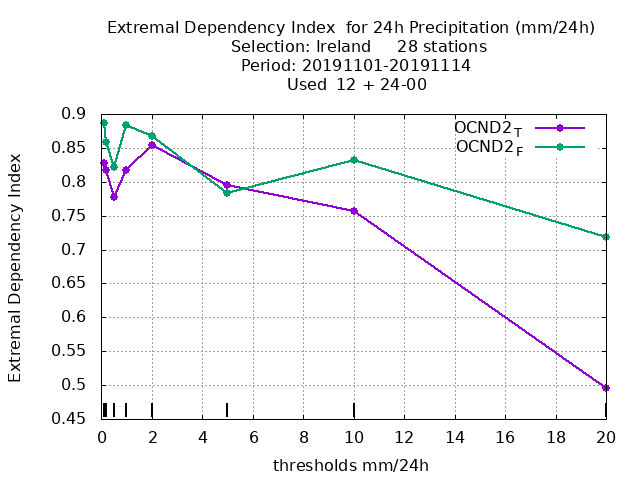 Extremal Dependency Index  for 24h Precipitation (mm/24h)
Selection: Ireland     28 stations
Period: 20191101-20191114
Used  12 + 24-00
OCND2T
OCND2F
0.9
0.85
0.8
0.75
0.7
0.65
0.6
0.55
0.5
0.45
Extremal Dependency Index
0 2 4 6 8 10 12 14 16 18 20
thresholds mm/24h